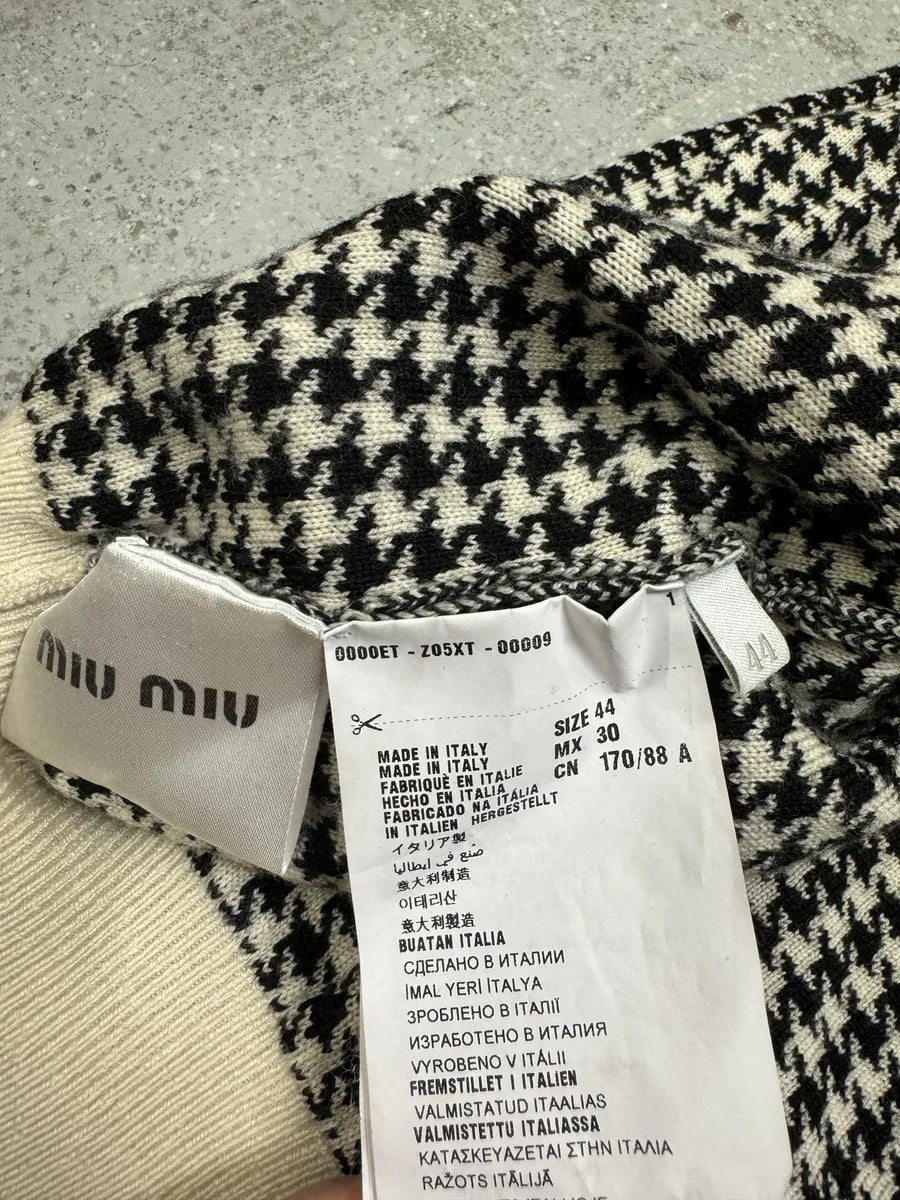 MIU MIU
0000ET - Z05XT - 00009
1
44
SIZE 44
MX 30
CN 170/88 A
MADE IN ITALY
MADE IN ITALY
FABRIQUÈ EN ITALIE
HECHO EN ITALIA
FABRICADO NA ITÁLIA
IN ITALIEN HERGESTELLT
イタリア製
صنع في ايطاليا
意大利制造
이테리산
意大利製造
BUATAN ITALIA
СДЕЛАНО В ИТАЛИИ
İMAL YERİ İTALYA
ЗРОБЛЕНО В ІТАЛІЇ
ИЗРАБОТЕНО В ИТАЛИЯ
VYROBENO V ITÁLII
FREMSTILLET I ITALIEN
VALMISTATUD ITAALIAS
VALMISTETTU ITALIASSA
ΚΑΤΑΣΚΕΥΑΖΕΤΑΙ ΣΤΗΝ ΙΤΑΛΙΑ
RAŽOTS ITĀLIJĀ